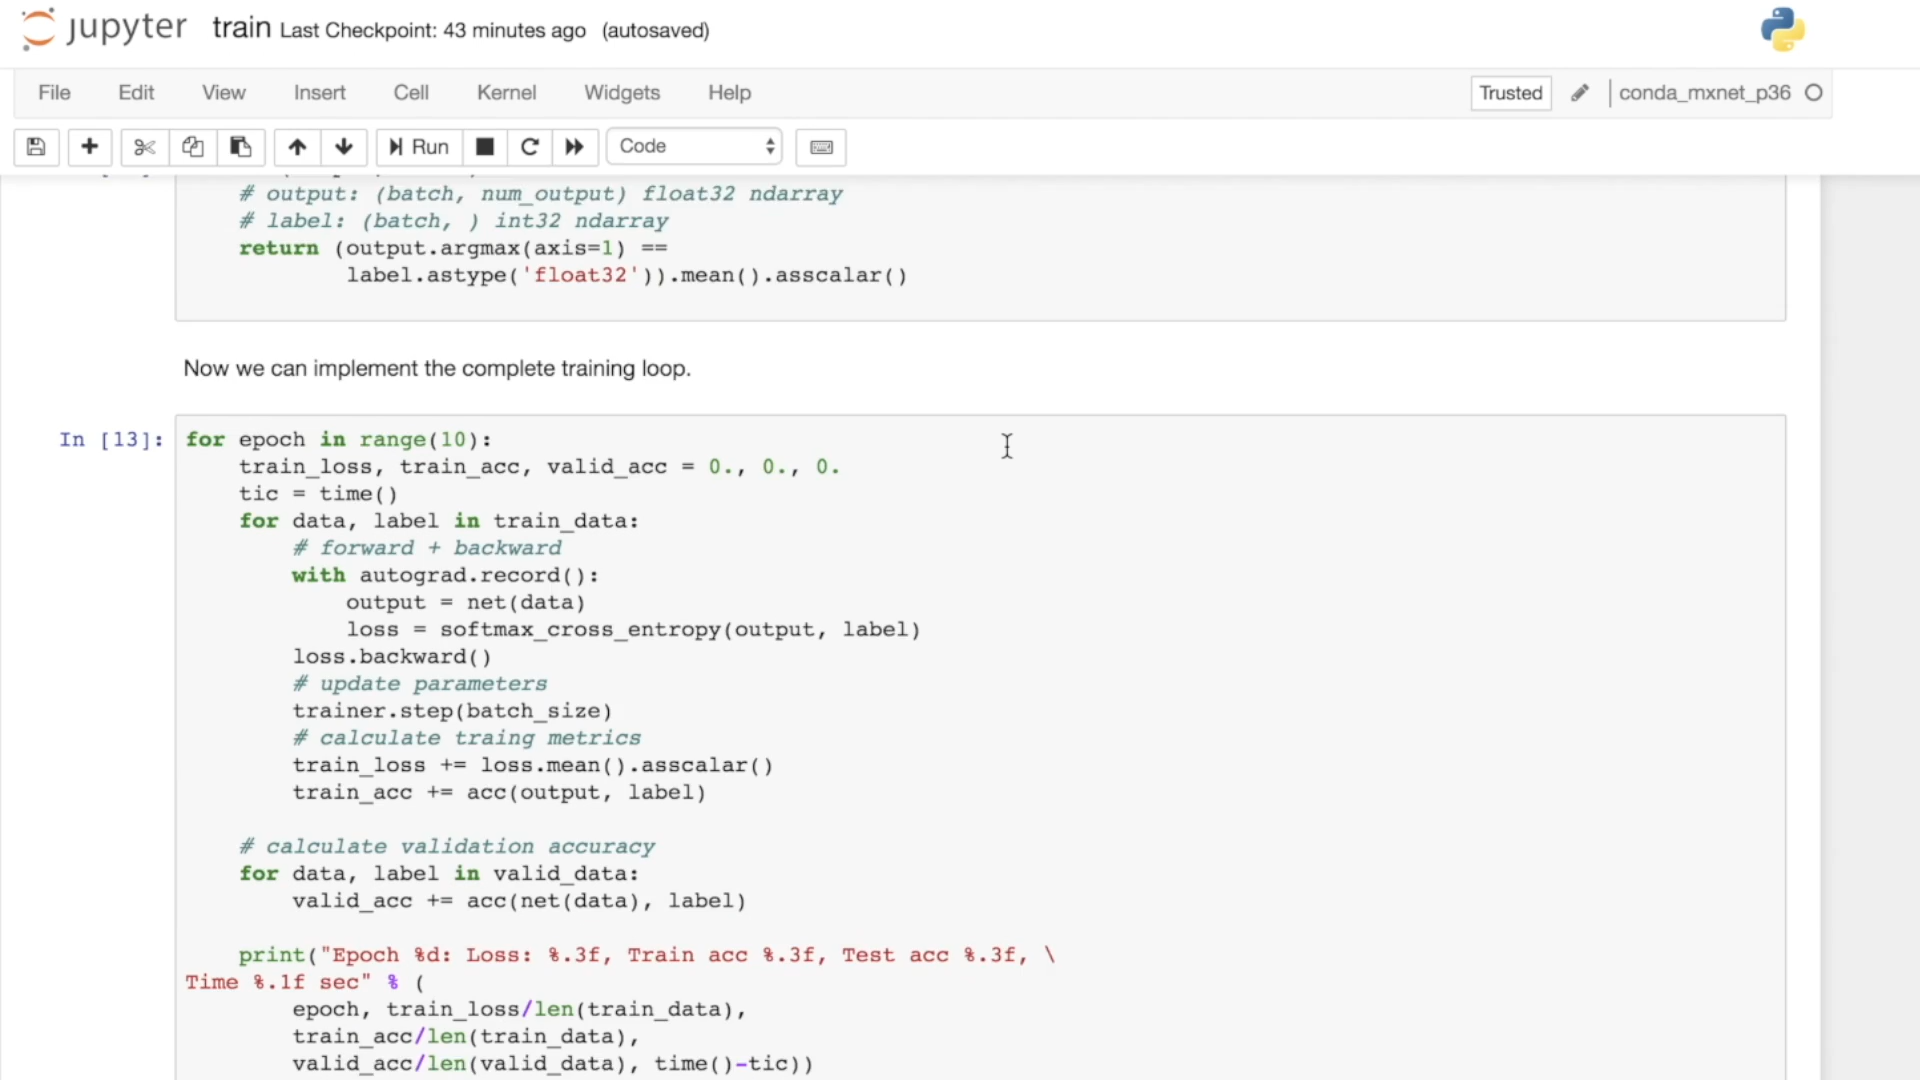 jupyter train Last Checkpoint: 43 minutes ago (autosaved)
File Edit View Insert Cell Kernel Widgets Help Trusted conda_mxnet_p36
Run Code
# output: (batch, num_output) float32 ndarray
# label: (batch, ) int32 ndarray
return (output.argmax(axis=1) ==
label.astype('float32')).mean().asscalar()
Now we can implement the complete training loop.
In [13]: for epoch in range(10):
train_loss, train_acc, valid_acc = 0., 0., 0.
tic = time()
for data, label in train_data:
# forward + backward
with autograd.record():
output = net(data)
loss = softmax_cross_entropy(output, label)
loss.backward()
# update parameters
trainer.step(batch_size)
# calculate traing metrics
train_loss += loss.mean().asscalar()
train_acc += acc(output, label)
# calculate validation accuracy
for data, label in valid_data:
valid_acc += acc(net(data), label)
print("Epoch %d: Loss: %.3f, Train acc %.3f, Test acc %.3f, \
Time %.1f sec" % (
epoch, train_loss/len(train_data),
train_acc/len(train_data),
valid_acc/len(valid_data), time()-tic))